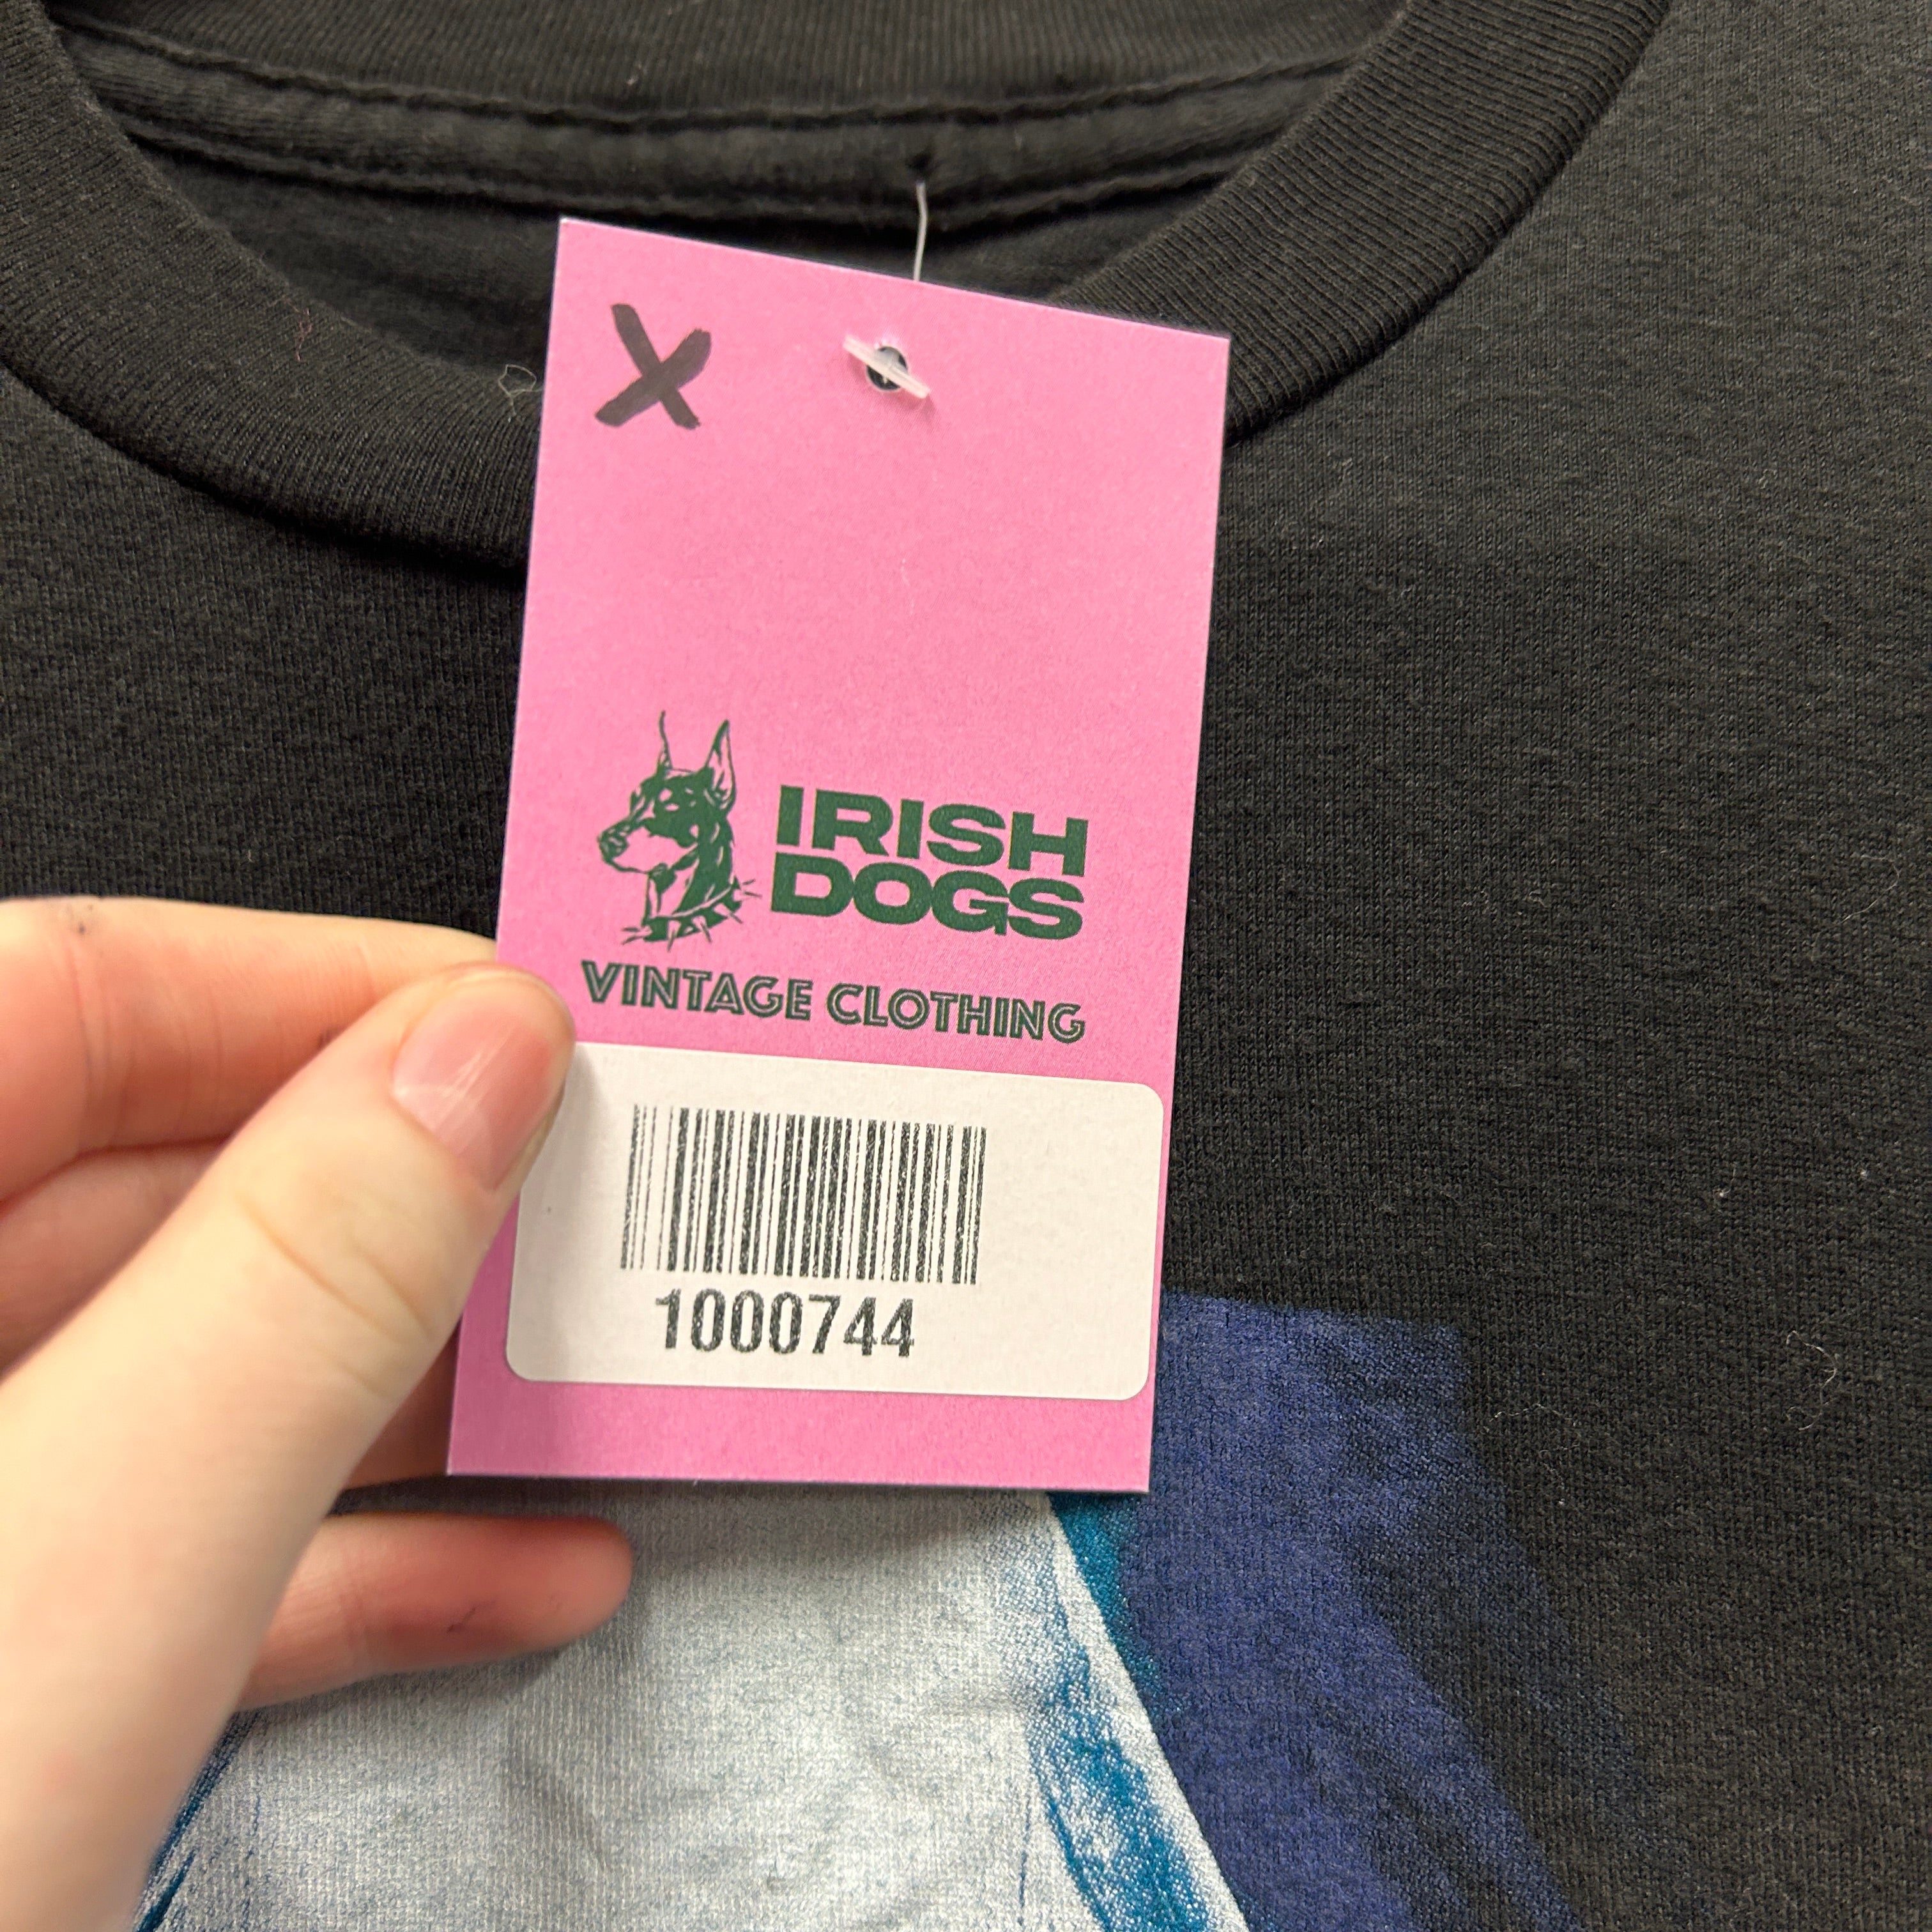 X
IRISH
DOGS
VINTAGE CLOTHING
1000744